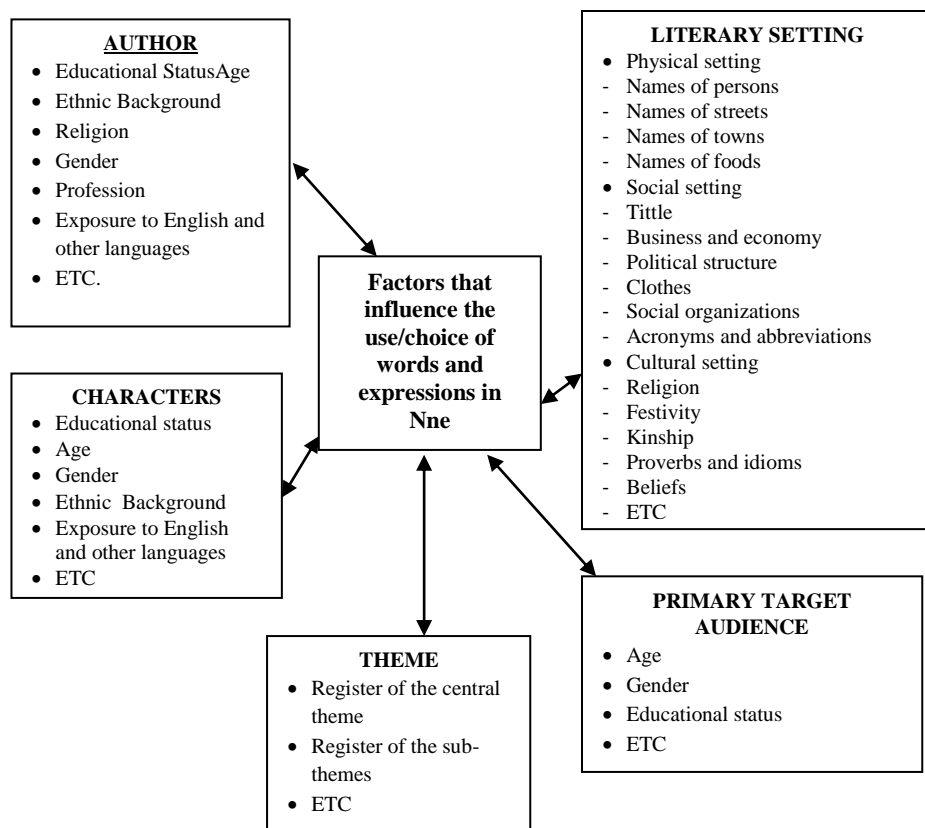 AUTHOR
• Educational StatusAge
• Ethnic Background
• Religion
• Gender
• Profession
• Exposure to English and
other languages
• ETC.
CHARACTERS
• Educational status
• Age
• Gender
• Ethnic Background
• Exposure to English
and other languages
• ETC
Factors that
influence the
use/choice of
words and
expressions in
Nne
THEME
• Register of the central
theme
• Register of the sub-
themes
• ETC
LITERARY SETTING
• Physical setting
- Names of persons
- Names of streets
- Names of towns
- Names of foods
• Social setting
- Tittle
- Business and economy
- Political structure
- Clothes
- Social organizations
- Acronyms and abbreviations
• Cultural setting
- Religion
- Festivity
- Kinship
- Proverbs and idioms
- Beliefs
- ETC
PRIMARY TARGET
AUDIENCE
• Age
• Gender
• Educational status
• ETC